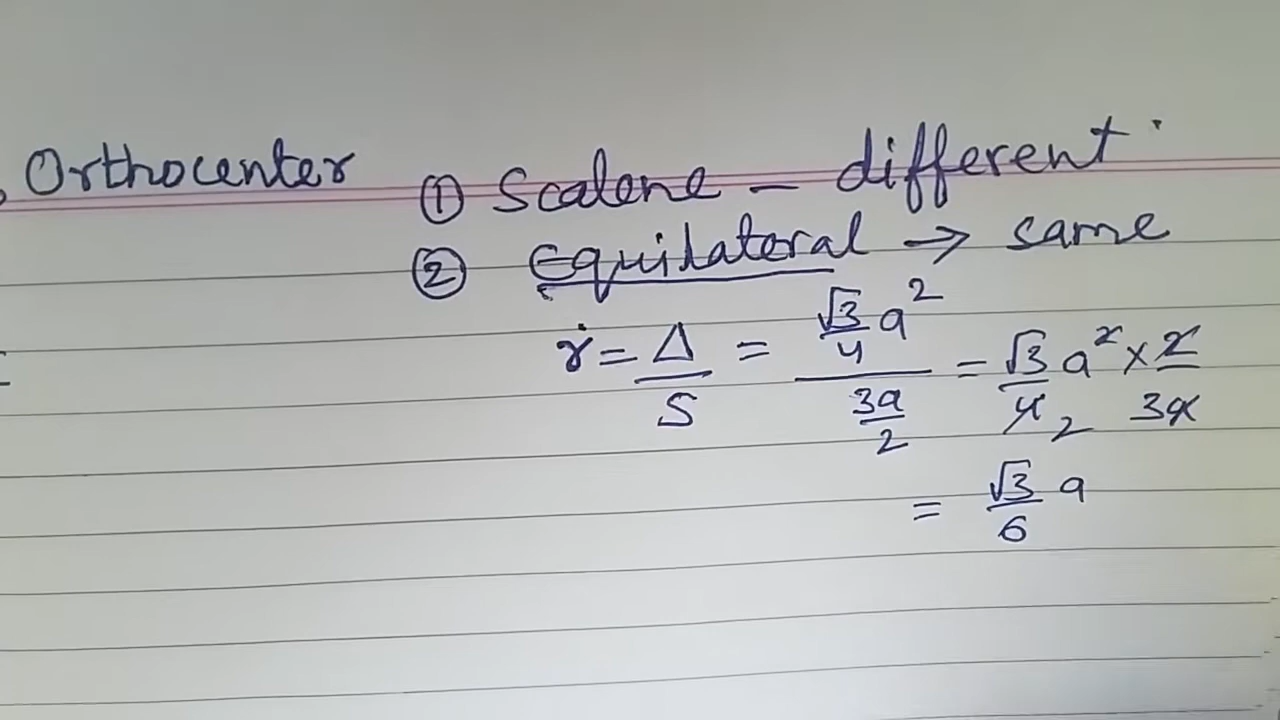 Orthocenter ① Scalene – different
② Equilateral → same
r = Δ/S = (√3/4 a²)/(3a/2) = √3/4 a² × 2/3a
2
= √3/6 a